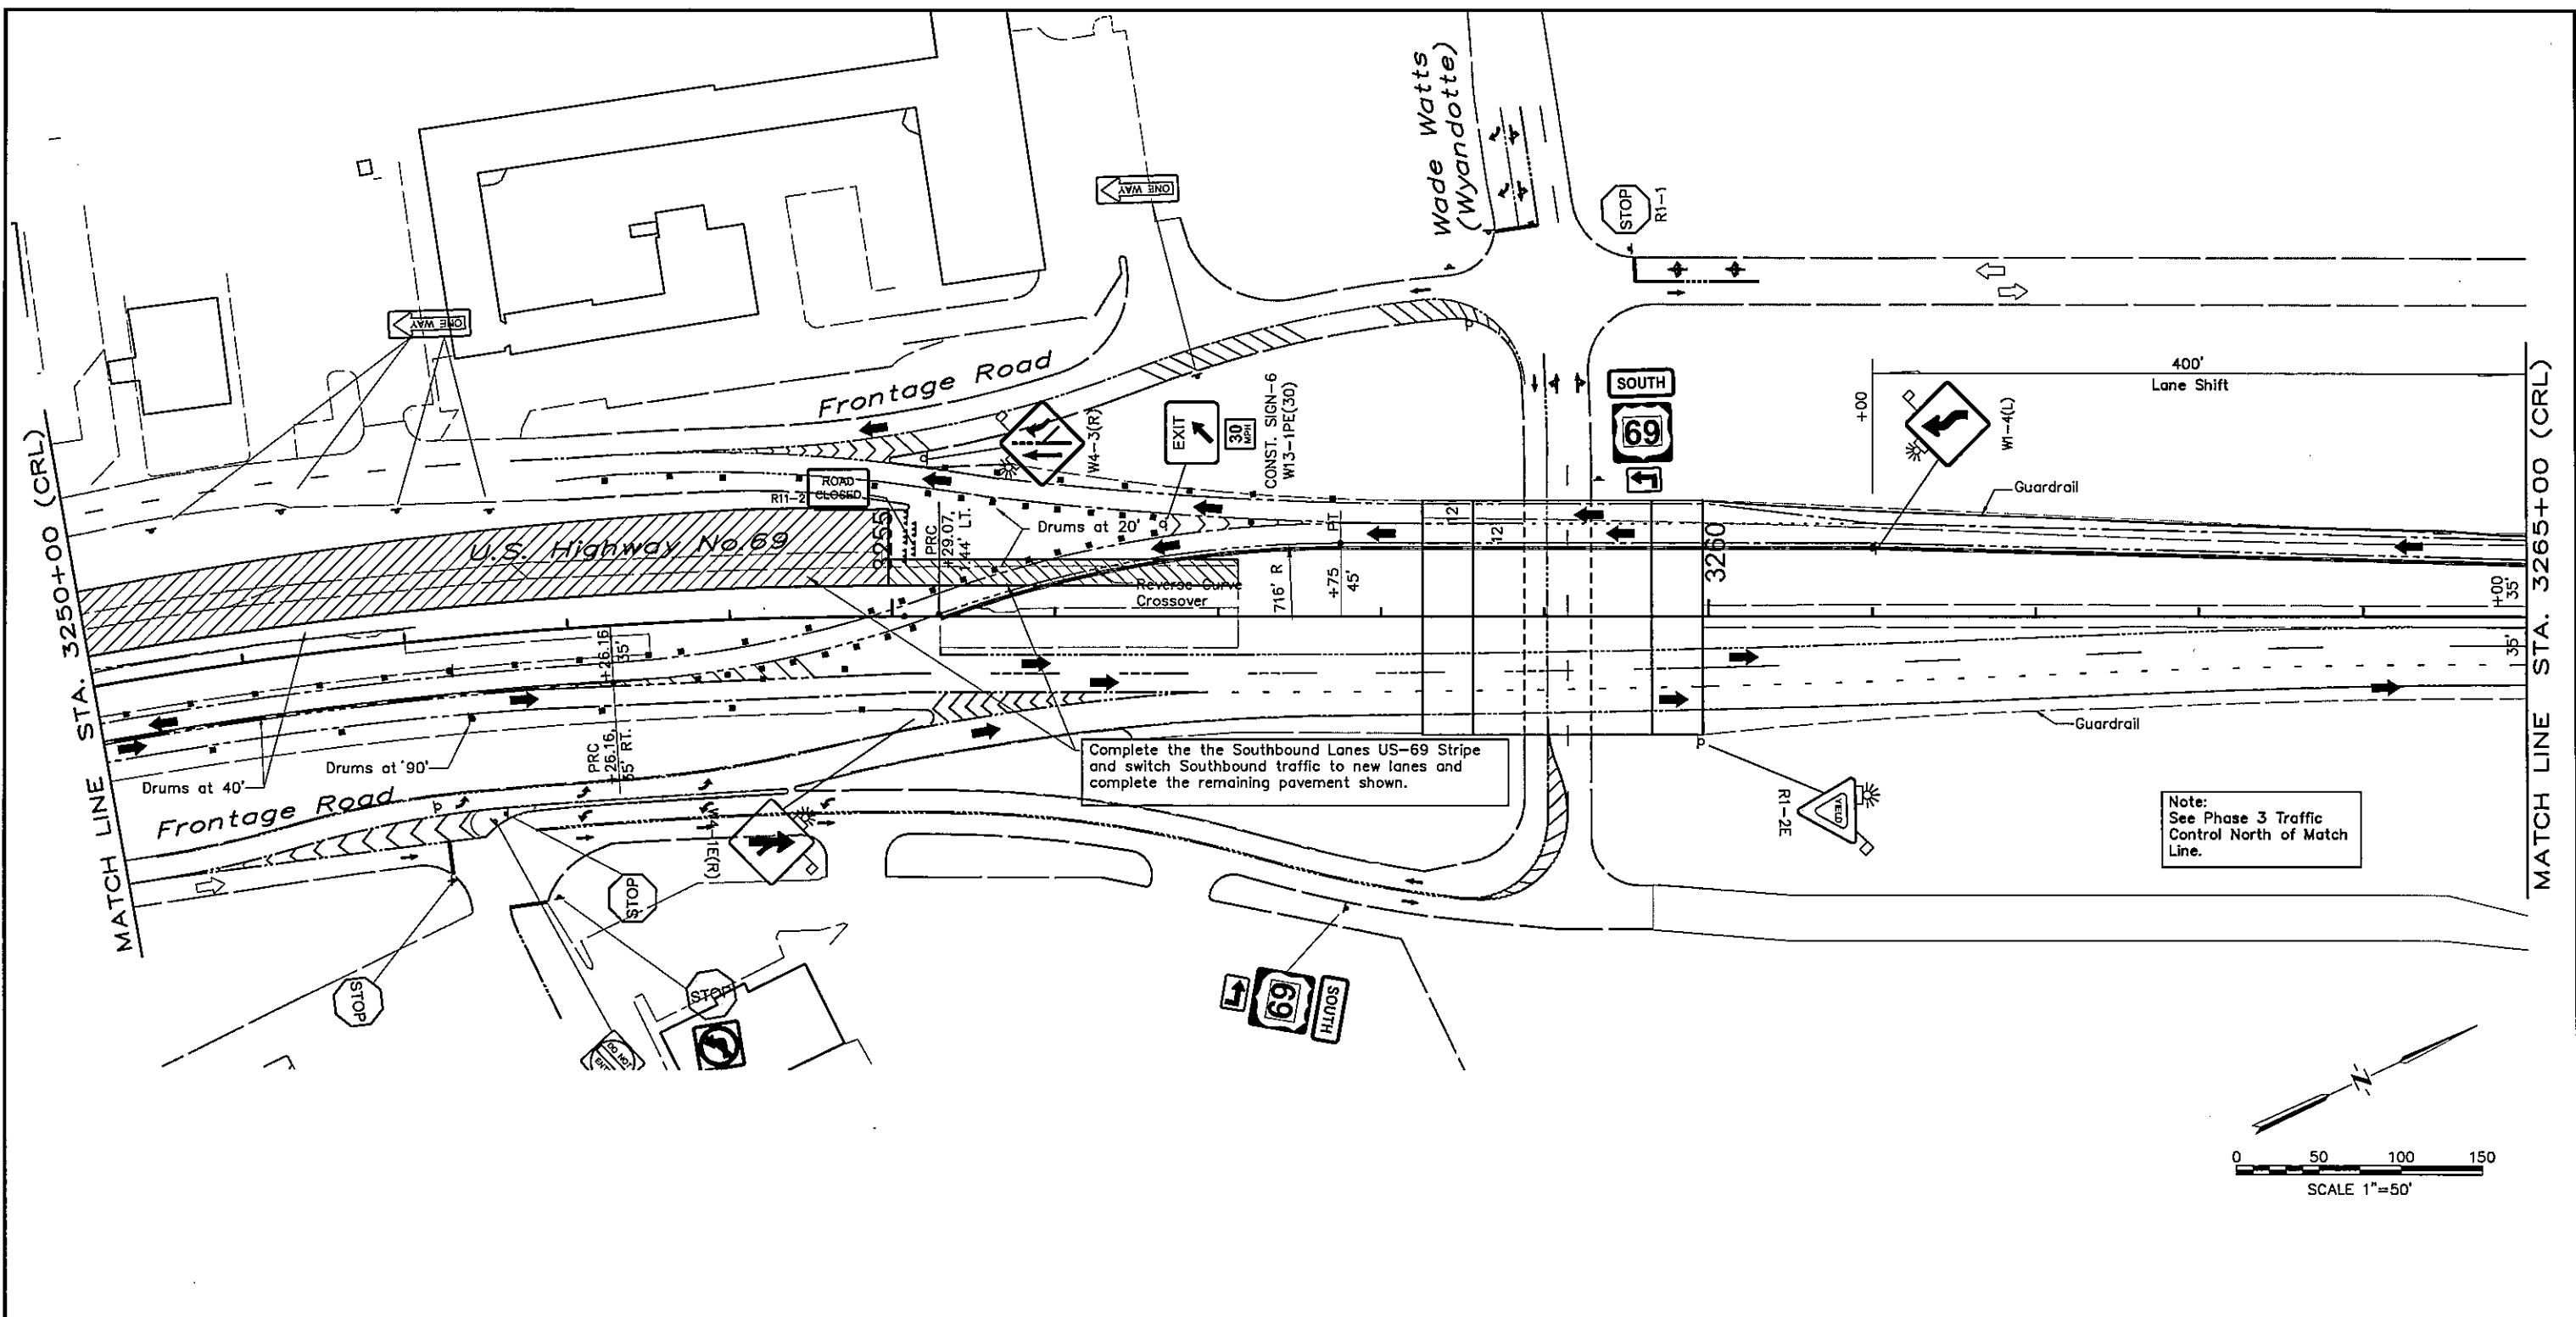 Wade Watts
(Wyandotte)
ONE WAY
STOP
R1-1
ONE WAY
Frontage Road
SOUTH
69
400'
Lane Shift
+00
W1-4(L)
W4-3(R)
EXIT
30
MPH
CONST. SIGN-6
W13-1PE(30)
ROAD
CLOSED
R11-2
Guardrail
MATCH LINE STA. 3250+00 (CRL)
MATCH LINE STA. 3265+00 (CRL)
U.S. Highway No.69
3255
PRC
+29.07,
1.44' LT.
Drums at 20'
PT
12'
12'
3260
Reverse Curve
Crossover
716' R
+75
45'
+00
35'
35'
+26.16
35'
PRC
+26.16,
35' RT.
Drums at 40'
Drums at 90'
Frontage Road
Guardrail
Complete the the Southbound Lanes US-69 Stripe
and switch Southbound traffic to new lanes and
complete the remaining pavement shown.
W4-1E(R)
R1-2E
YIELD
Note:
See Phase 3 Traffic
Control North of Match
Line.
STOP
STOP
STOP
DO NOT
69
SOUTH
N
0 50 100 150
SCALE 1"=50'